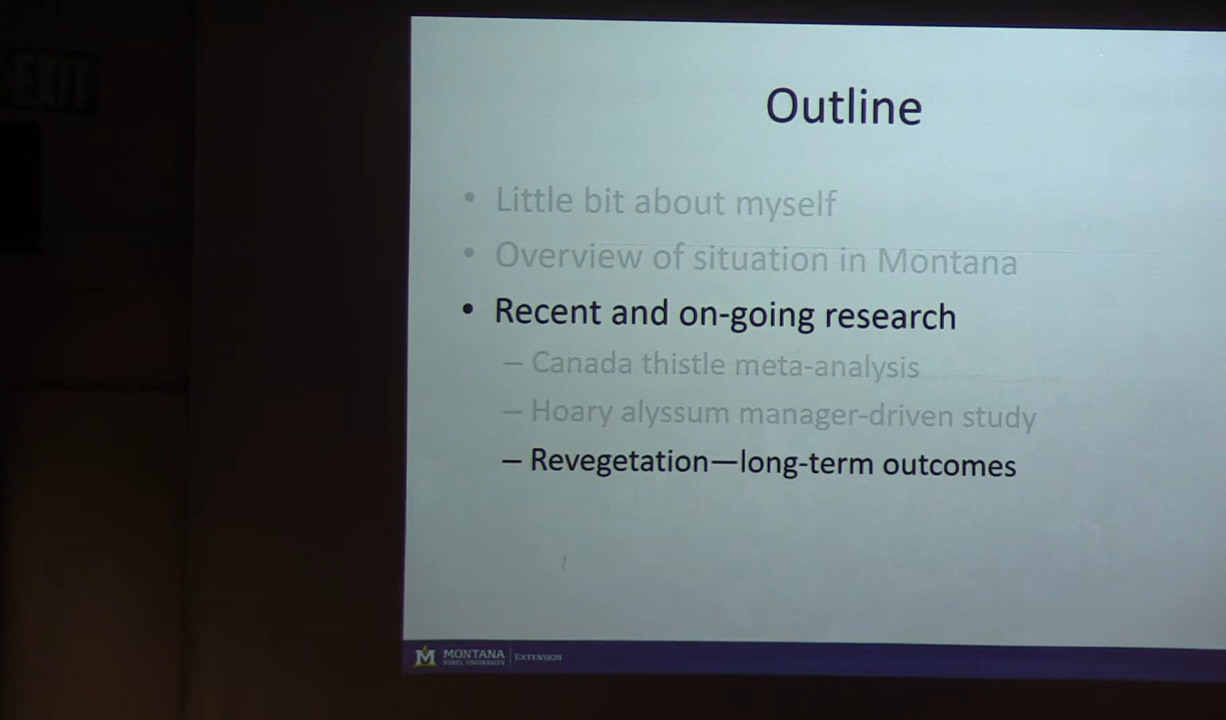 EXIT
Outline
• Little bit about myself
• Overview of situation in Montana
• Recent and on-going research
– Canada thistle meta-analysis
– Hoary alyssum manager-driven study
– Revegetation—long-term outcomes
M MONTANA STATE UNIVERSITY | EXTENSION